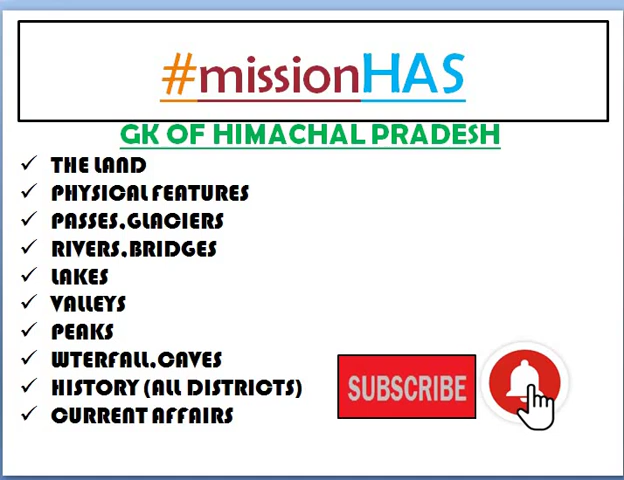 #missionHAS
GK OF HIMACHAL PRADESH
THE LAND
PHYSICAL FEATURES
PASSES,GLACIERS
RIVERS,BRIDGES
LAKES
VALLEYS
PEAKS
WTERFALL,CAVES
HISTORY (ALL DISTRICTS)
CURRENT AFFAIRS
SUBSCRIBE